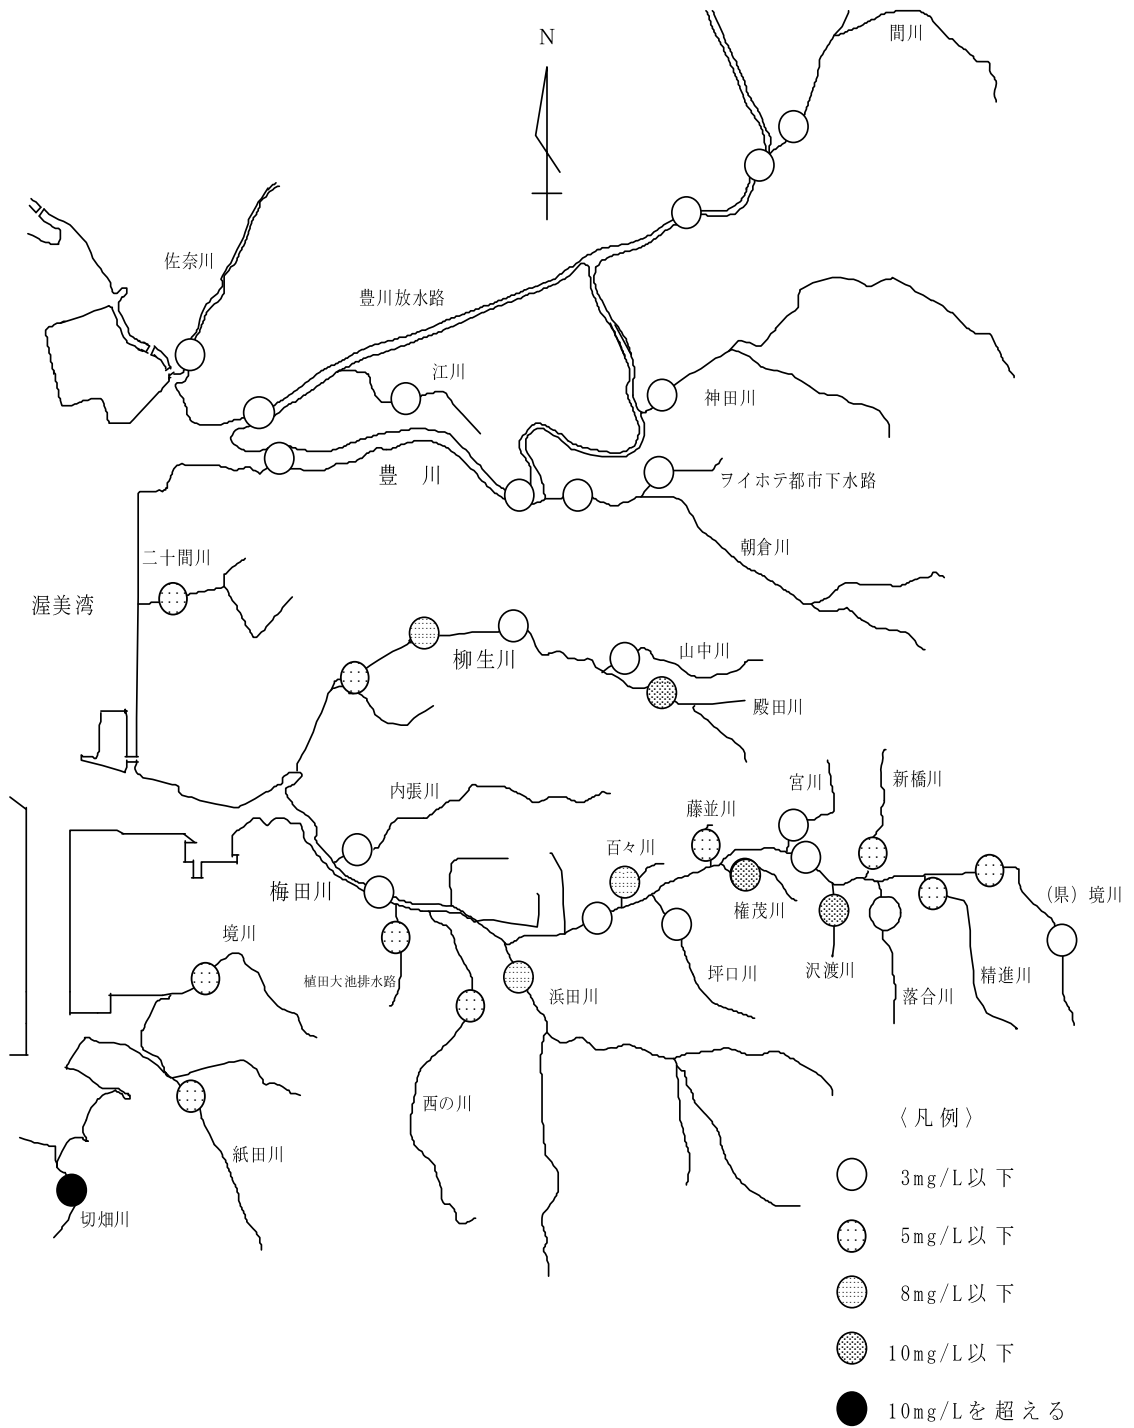 間川
N
佐奈川
豊川放水路
江川
神田川
豊　川
ヲイホテ都市下水路
朝倉川
二十間川
渥美湾
柳生川
山中川
殿田川
内張川
宮川
新橋川
藤並川
百々川
梅田川
権茂川
(県) 境川
境川
植田大池排水路
浜田川
坪口川
沢渡川
落合川
精進川
西の川
紙田川
切畑川
〈凡例〉
3mg/L以下
5mg/L以下
8mg/L以下
10mg/L以下
10mg/Lを超える